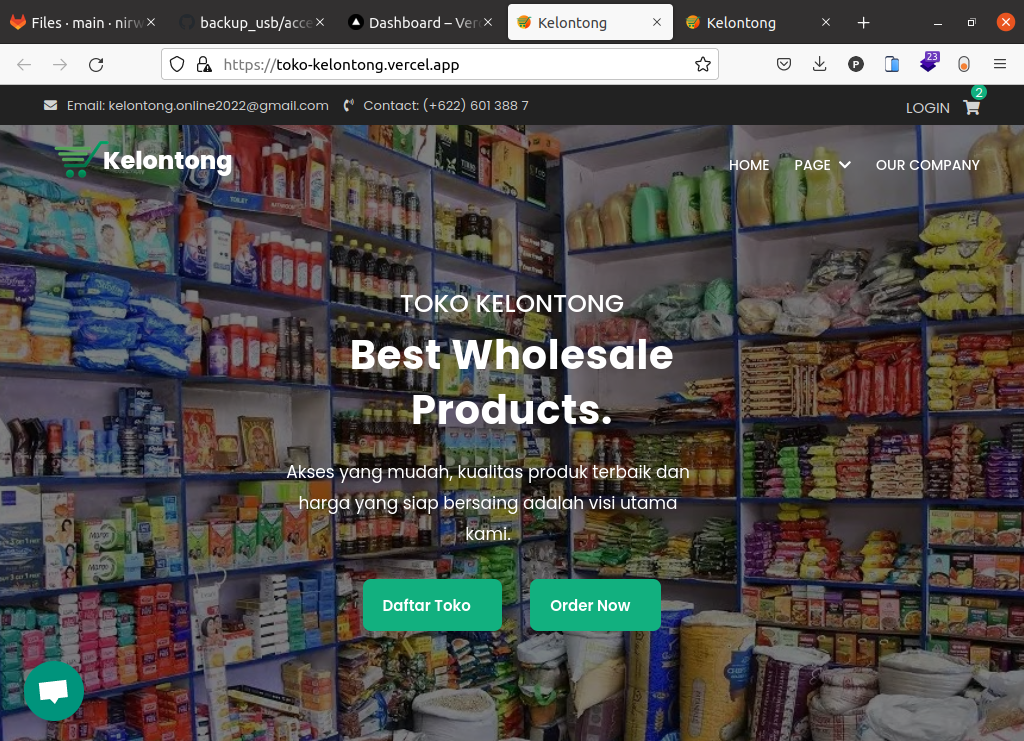 Files · main · nirw
backup_usb/acce
Dashboard – Verc
Kelontong
Kelontong
https://toko-kelontong.vercel.app
23
Email: kelontong.online2022@gmail.com
Contact: (+622) 601 388 7
LOGIN
2
Kelontong
HOME
PAGE
OUR COMPANY
TOKO KELONTONG
Best Wholesale
Products.
Akses yang mudah, kualitas produk terbaik dan
harga yang siap bersaing adalah visi utama
kami.
Daftar Toko
Order Now